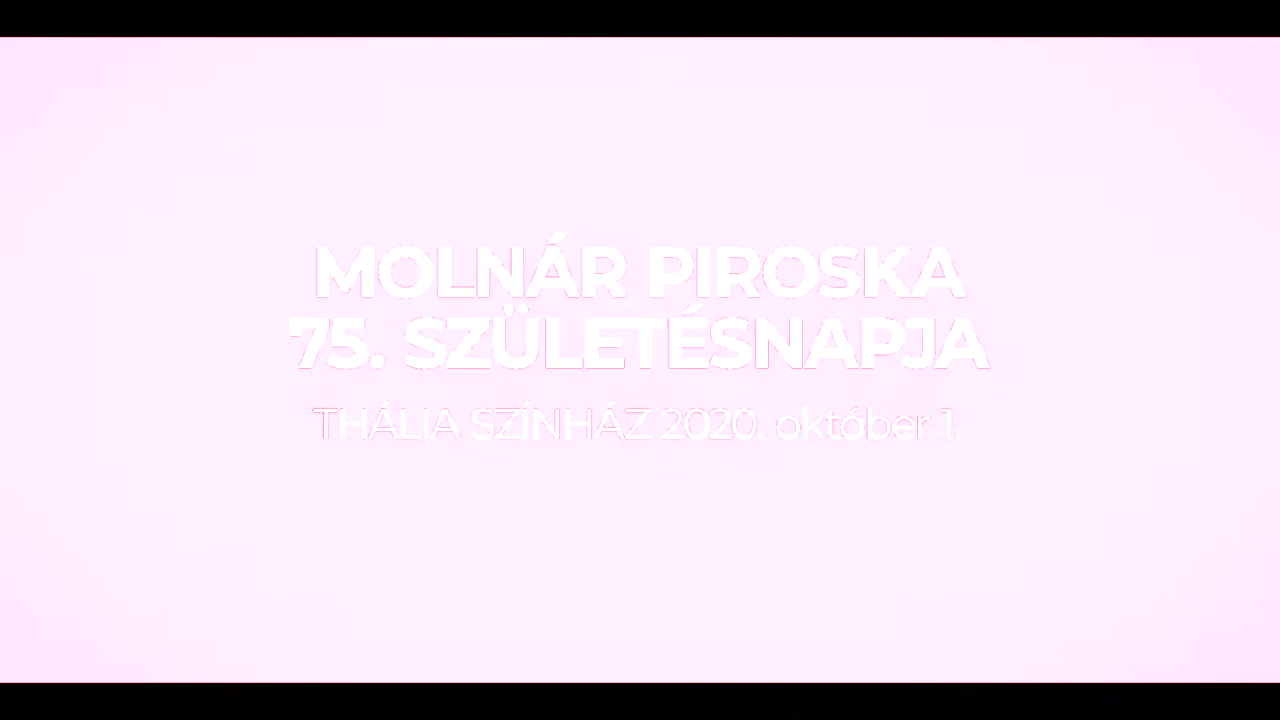 MOLNÁR PIROSKA
75. SZÜLETÉSNAPJA
THÁLIA SZÍNHÁZ 2020. október 1.